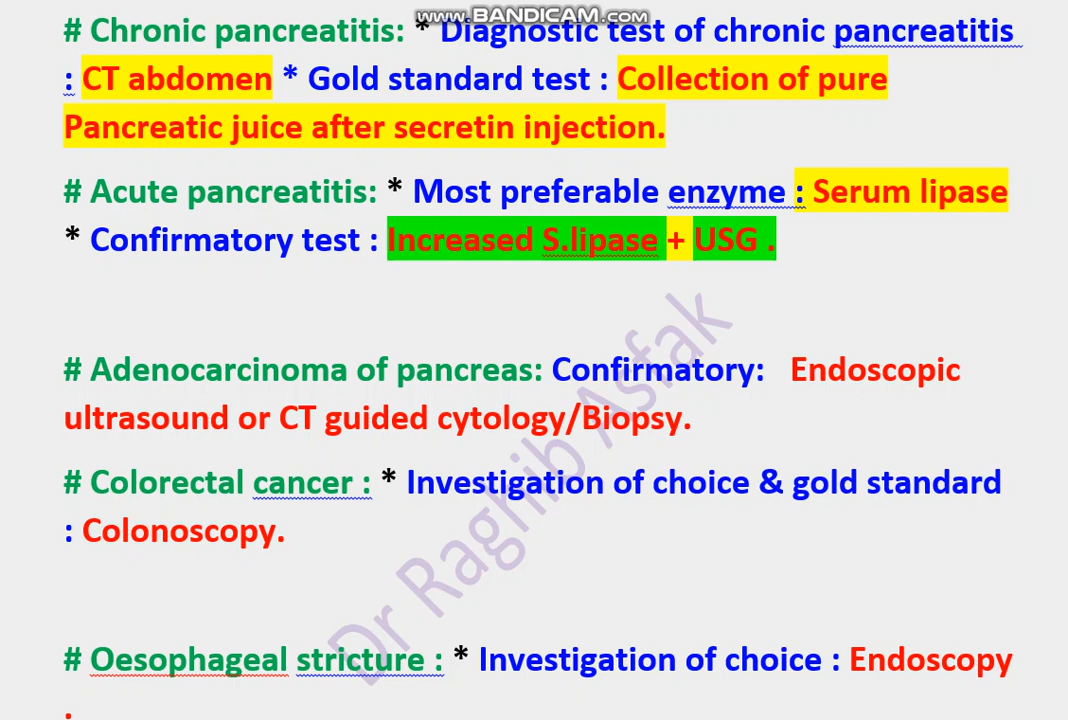 www.BANDICAM.com
# Chronic pancreatitis: * Diagnostic test of chronic pancreatitis
: CT abdomen * Gold standard test : Collection of pure
Pancreatic juice after secretin injection.
# Acute pancreatitis: * Most preferable enzyme : Serum lipase
* Confirmatory test : Increased S.lipase + USG .
# Adenocarcinoma of pancreas: Confirmatory: Endoscopic
ultrasound or CT guided cytology/Biopsy.
# Colorectal cancer : * Investigation of choice & gold standard
: Colonoscopy.
# Oesophageal stricture : * Investigation of choice : Endoscopy
.
Dr Raghib Asfak